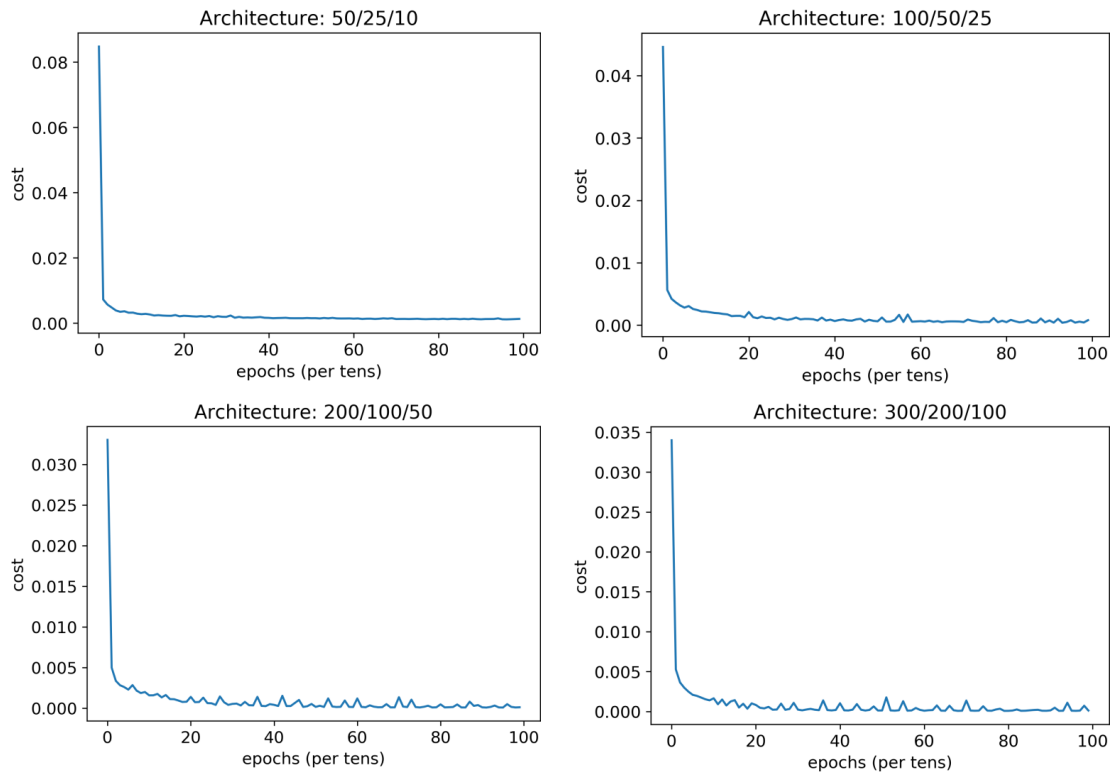 Architecture: 50/25/10
cost
0.08
0.06
0.04
0.02
0.00
0 20 40 60 80 100
epochs (per tens)
Architecture: 100/50/25
cost
0.04
0.03
0.02
0.01
0.00
0 20 40 60 80 100
epochs (per tens)
Architecture: 200/100/50
cost
0.030
0.025
0.020
0.015
0.010
0.005
0.000
0 20 40 60 80 100
epochs (per tens)
Architecture: 300/200/100
cost
0.035
0.030
0.025
0.020
0.015
0.010
0.005
0.000
0 20 40 60 80 100
epochs (per tens)